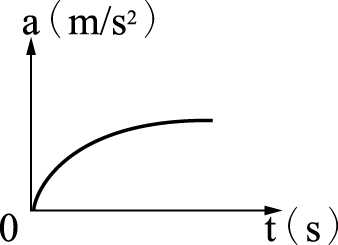 a（m/s²）
0
t（s）